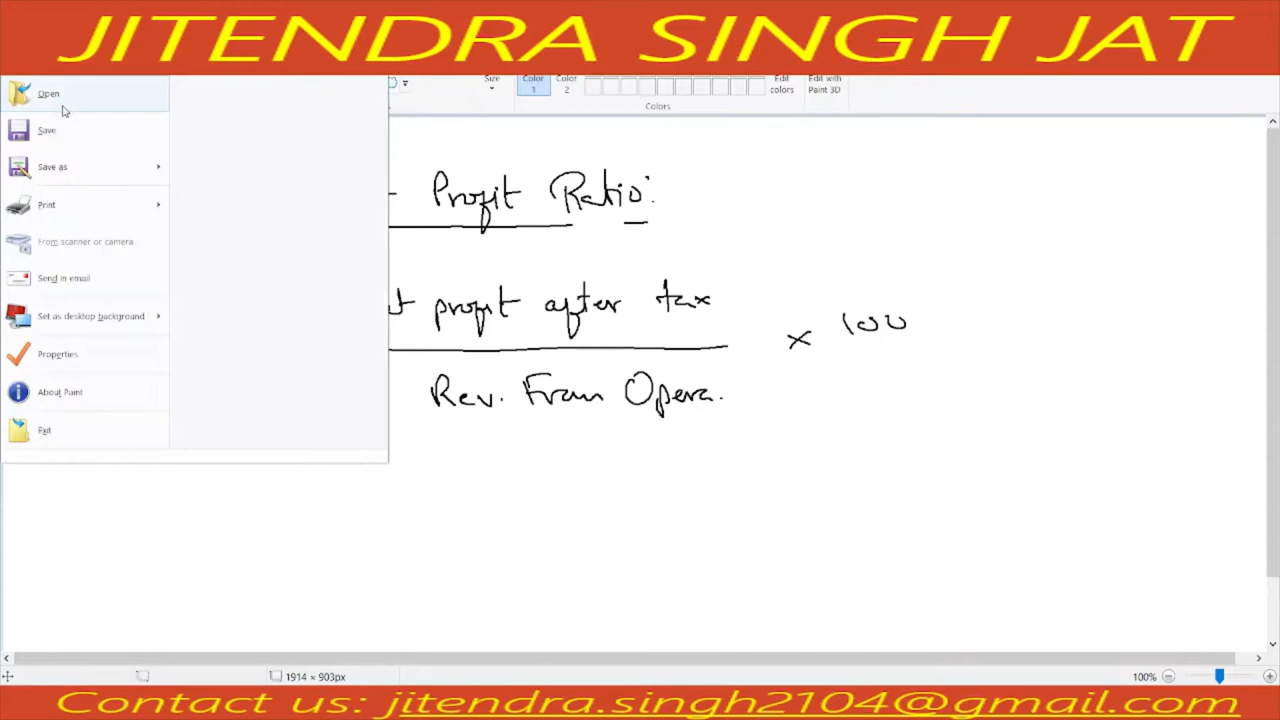 JITENDRA SINGH JAT
Open
Save
Save as
Print
From scanner or camera
Send in email
Set as desktop background
Properties
About Paint
Exit
Size
Color 1
Color 2
Edit colors
Edit with Paint 3D
Colors
- Profit Ratio:
t profit after tax
x 100
Rev. From Opera.
1914 × 903px
100%
Contact us: jitendra.singh2104@gmail.com